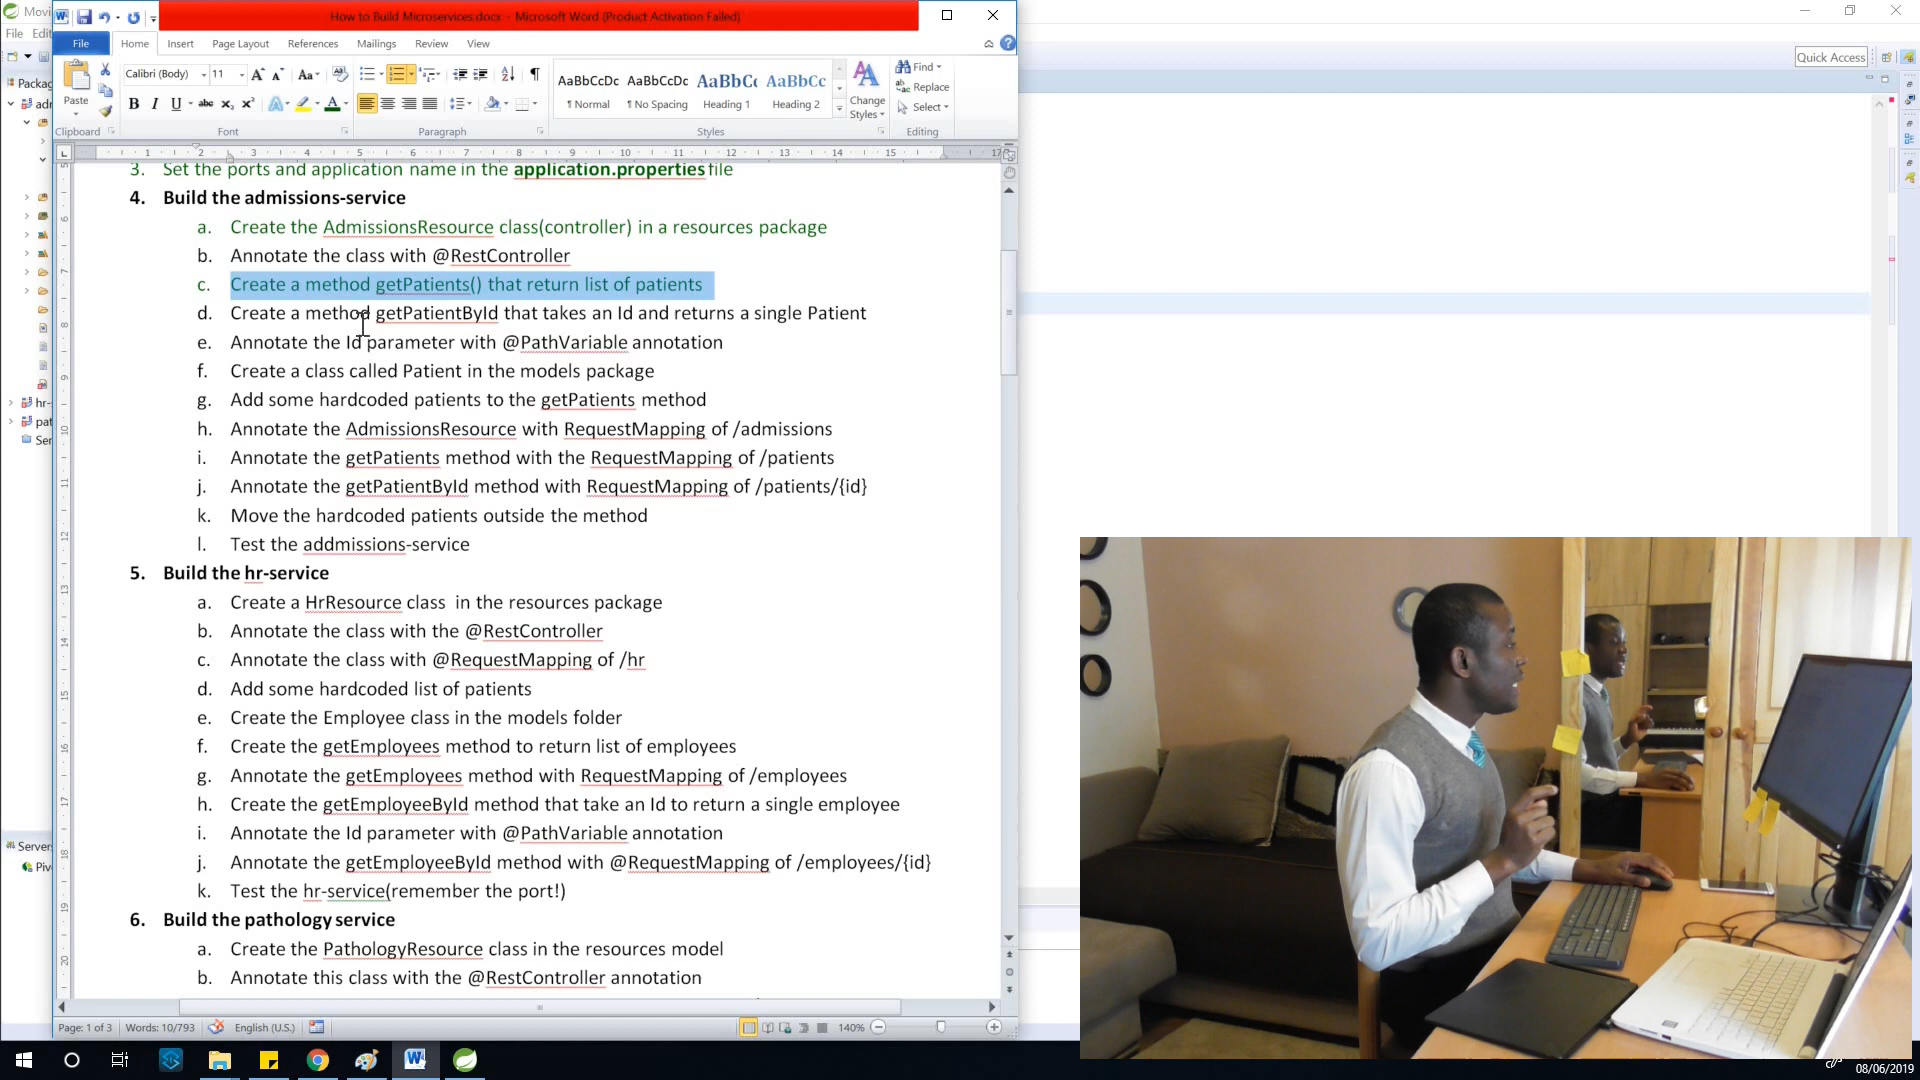 How to Build Microservices.docx - Microsoft Word (Product Activation Failed)
Movi
File Edit
File Home Insert Page Layout References Mailings Review View
Quick Access
Packag
Calibri (Body) 11
Paste
AaBbCcDc AaBbCcDc AaBbCc AaBbCc
¶ Normal ¶ No Spacing Heading 1 Heading 2
Change
Styles
Find
Replace
Select
Clipboard Font Paragraph Styles Editing
3. Set the ports and application name in the application.properties file
4. Build the admissions-service
a. Create the AdmissionsResource class(controller) in a resources package
b. Annotate the class with @RestController
c. Create a method getPatients() that return list of patients
d. Create a method getPatientById that takes an Id and returns a single Patient
e. Annotate the Id parameter with @PathVariable annotation
f. Create a class called Patient in the models package
g. Add some hardcoded patients to the getPatients method
h. Annotate the AdmissionsResource with RequestMapping of /admissions
i. Annotate the getPatients method with the RequestMapping of /patients
j. Annotate the getPatientById method with RequestMapping of /patients/{id}
k. Move the hardcoded patients outside the method
l. Test the addmissions-service
5. Build the hr-service
a. Create a HrResource class in the resources package
b. Annotate the class with the @RestController
c. Annotate the class with @RequestMapping of /hr
d. Add some hardcoded list of patients
e. Create the Employee class in the models folder
f. Create the getEmployees method to return list of employees
g. Annotate the getEmployees method with RequestMapping of /employees
h. Create the getEmployeeById method that take an Id to return a single employee
i. Annotate the Id parameter with @PathVariable annotation
j. Annotate the getEmployeeById method with @RequestMapping of /employees/{id}
k. Test the hr-service(remember the port!)
6. Build the pathology service
a. Create the PathologyResource class in the resources model
b. Annotate this class with the @RestController annotation
adr
hr-
pat
Ser
Servers
Piv
Page: 1 of 3 Words: 10/793 English (U.S.) 140%
08/06/2019